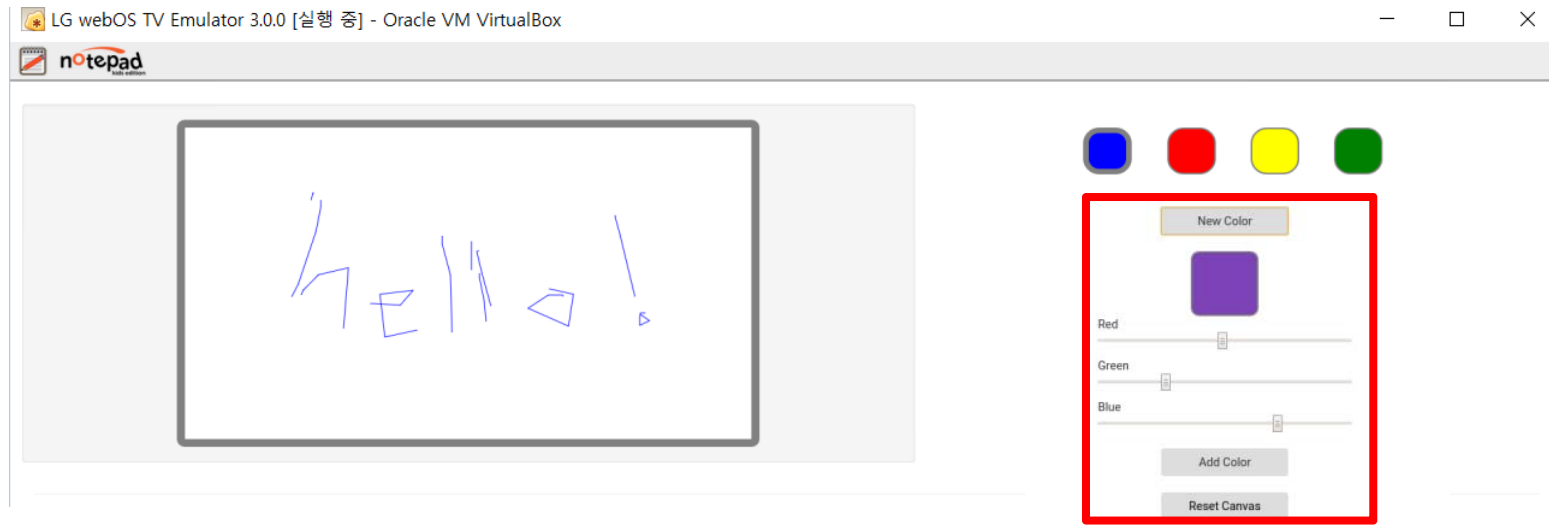 LG webOS TV Emulator 3.0.0 [실행 중] - Oracle VM VirtualBox
notepad
kids edition
hello!
New Color
Red
Green
Blue
Add Color
Reset Canvas